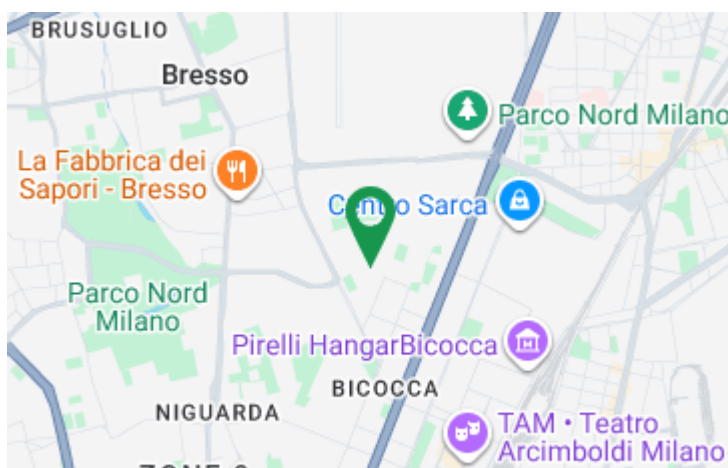 BRUSUGLIO
Bresso
Parco Nord Milano
La Fabbrica dei
Sapori - Bresso
Centro Sarca
Parco Nord
Milano
Pirelli HangarBicocca
BICOCCA
NIGUARDA
TAM • Teatro
Arcimboldi Milano